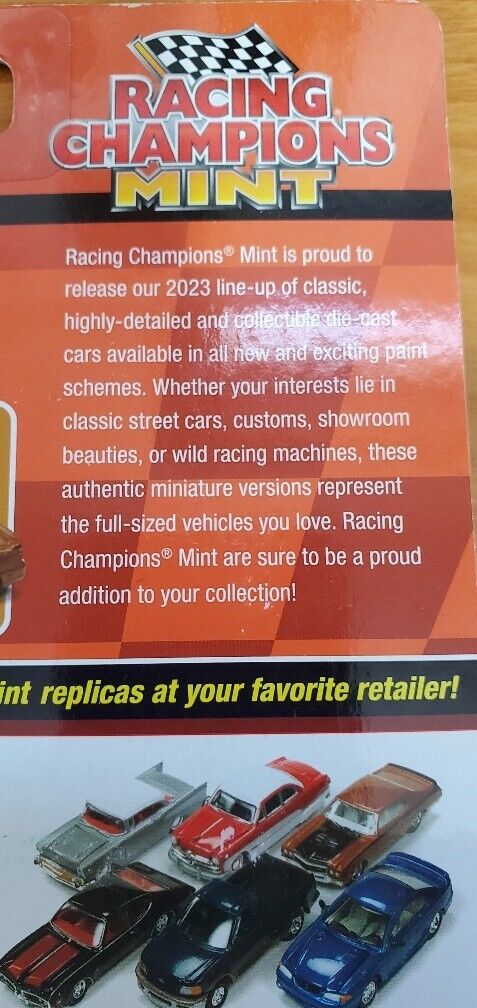 RACING
CHAMPIONS
MINT
Racing Champions® Mint is proud to
release our 2023 line-up of classic,
highly-detailed and collectible die-cast
cars available in all new and exciting paint
schemes. Whether your interests lie in
classic street cars, customs, showroom
beauties, or wild racing machines, these
authentic miniature versions represent
the full-sized vehicles you love. Racing
Champions® Mint are sure to be a proud
addition to your collection!
int replicas at your favorite retailer!